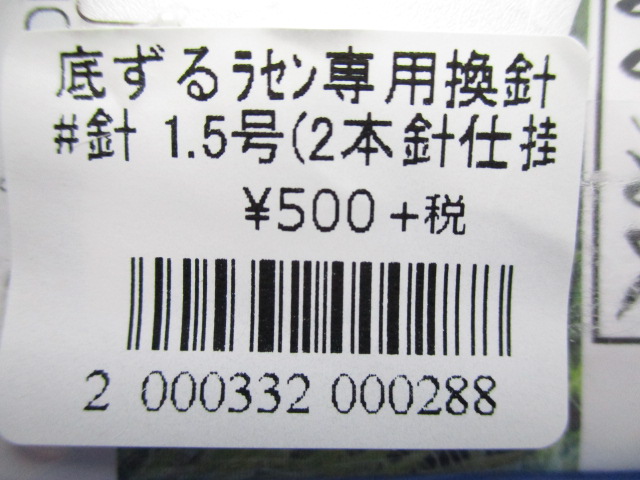 底ずるﾗｾﾝ専用換針
#針 1.5号(2本針仕掛
¥500+税
2 000332 000288